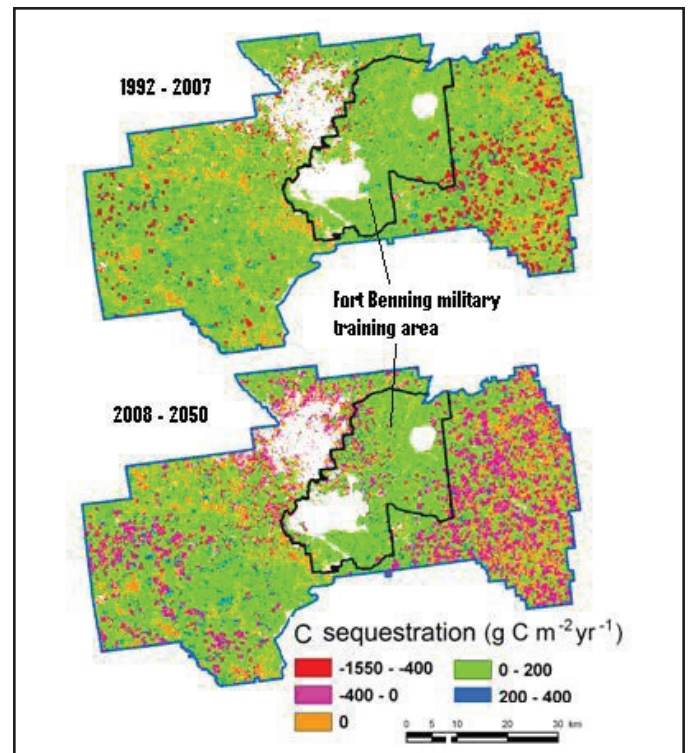 1992 - 2007
Fort Benning military
training area
2008 - 2050
C sequestration (g C m⁻²yr⁻¹)
-1550 - -400
0 - 200
-400 - 0
200 - 400
0
0 5 10 20 30 km